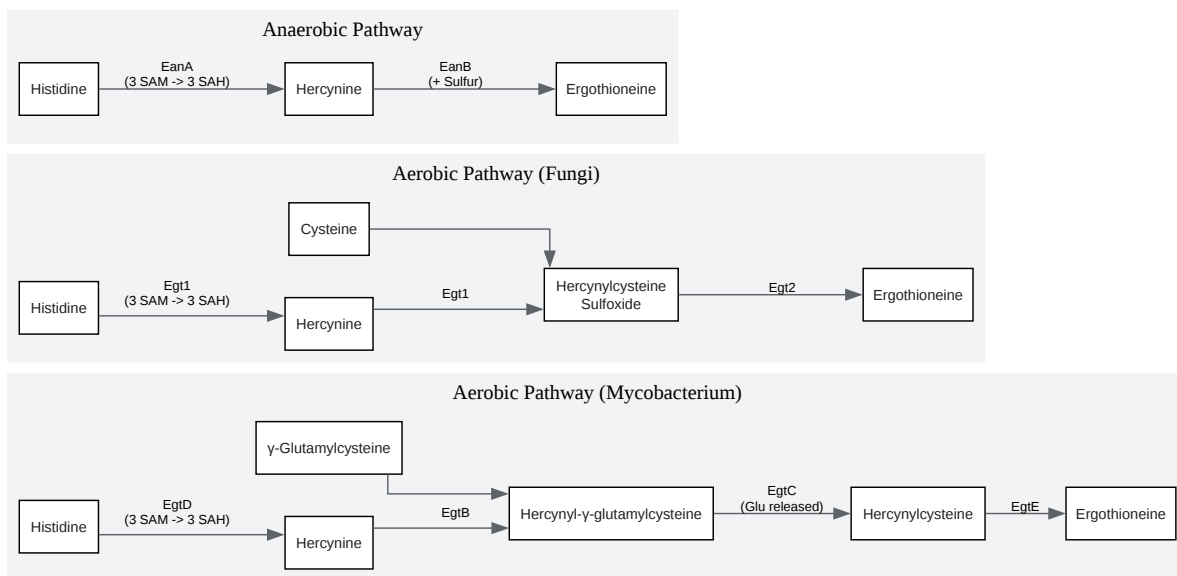 Anaerobic Pathway
Histidine
EanA
(3 SAM -> 3 SAH)
Hercynine
EanB
(+ Sulfur)
Ergothioneine
Aerobic Pathway (Fungi)
Cysteine
Histidine
Egt1
(3 SAM -> 3 SAH)
Hercynine
Egt1
Hercynylcysteine
Sulfoxide
Egt2
Ergothioneine
Aerobic Pathway (Mycobacterium)
γ-Glutamylcysteine
Histidine
EgtD
(3 SAM -> 3 SAH)
Hercynine
EgtB
Hercynyl-γ-glutamylcysteine
EgtC
(Glu released)
Hercynylcysteine
EgtE
Ergothioneine